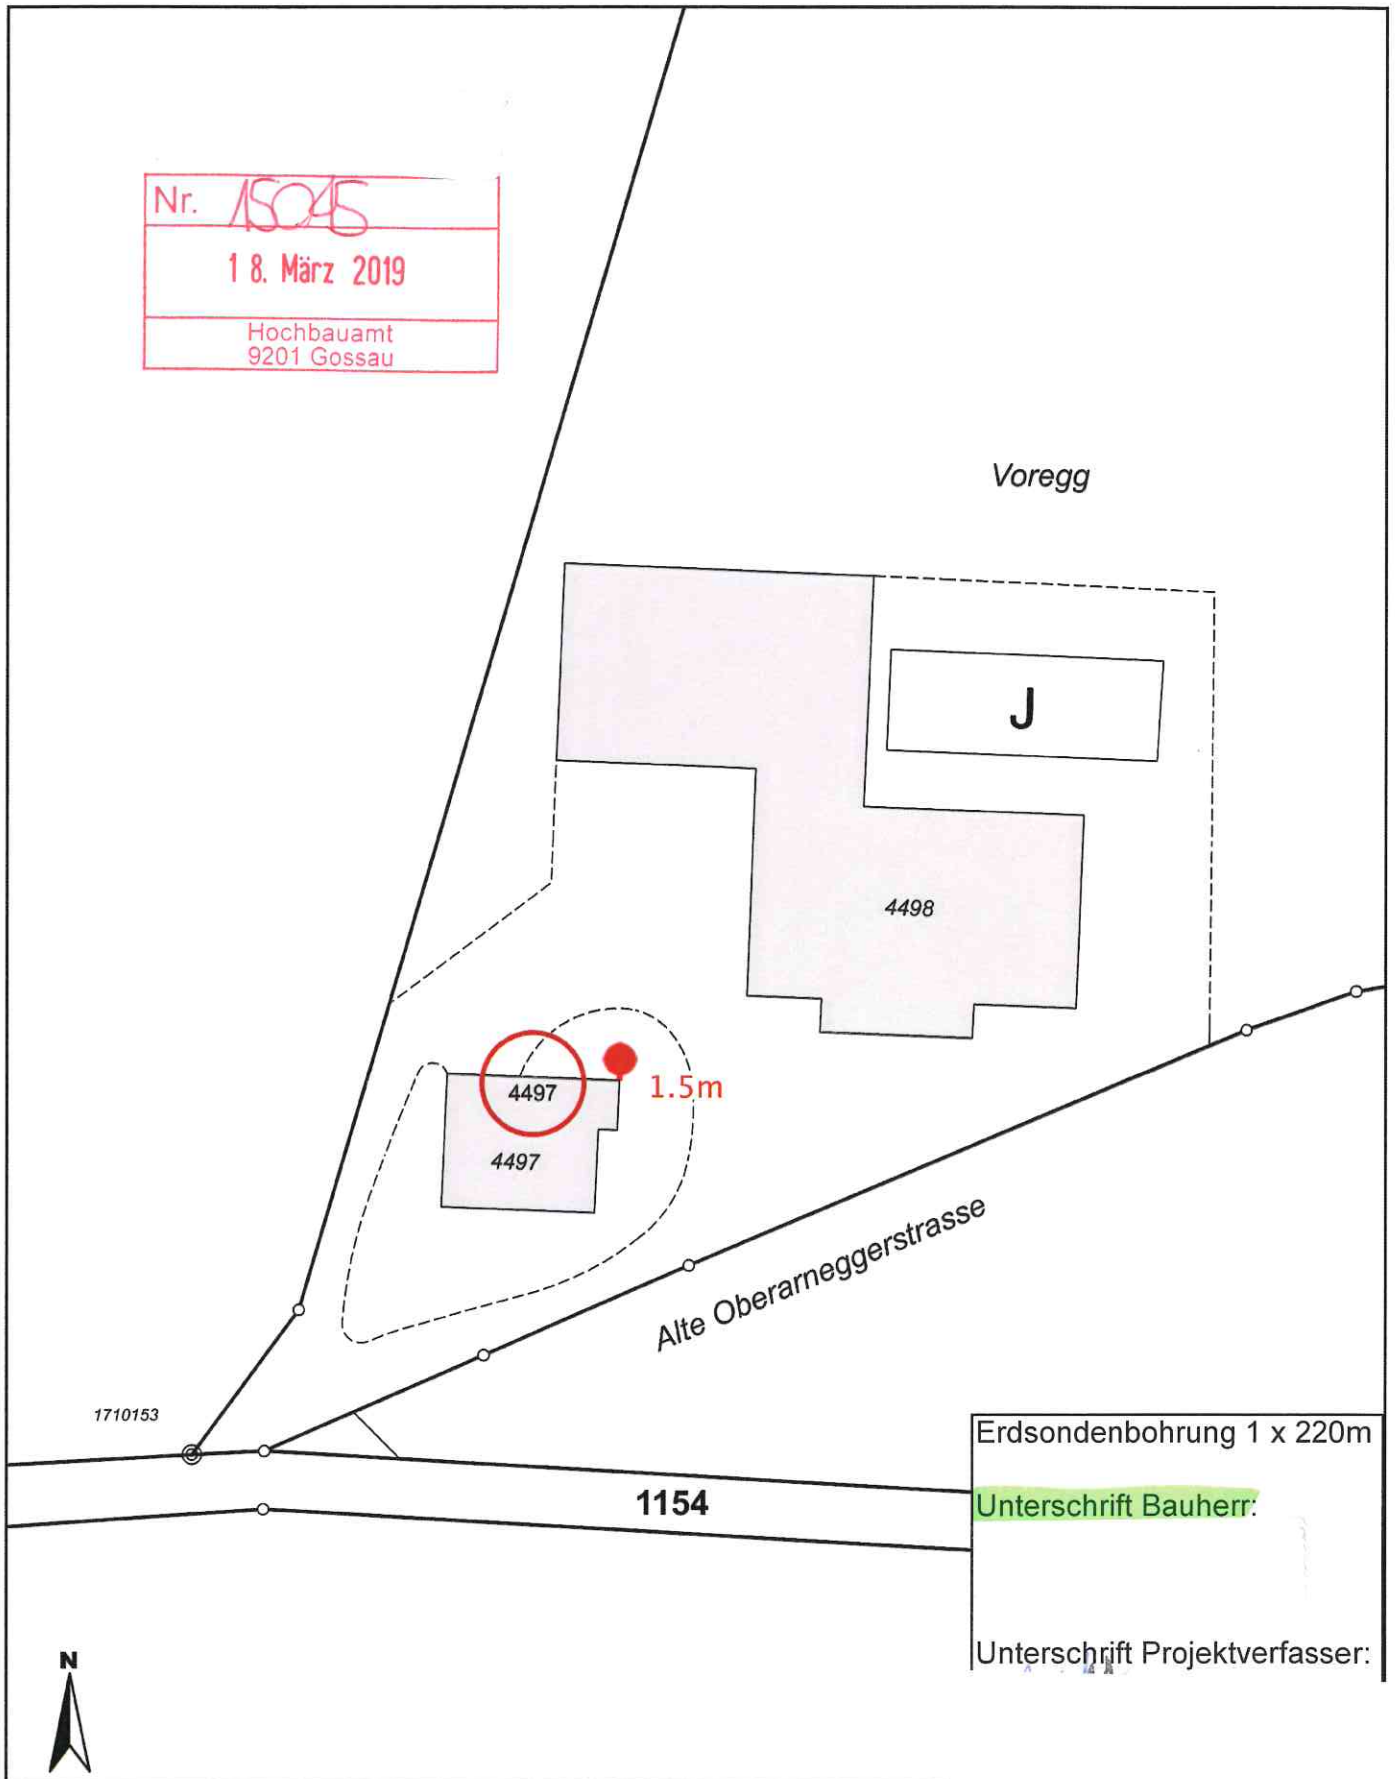 Nr. 15045
18. März 2019
Hochbauamt
9201 Gossau
Voregg
J
4498
4497
1.5m
4497
Alte Oberarneggerstrasse
1710153
1154
Erdsondenbohrung 1 x 220m
Unterschrift Bauherr:
Unterschrift Projektverfasser:
N